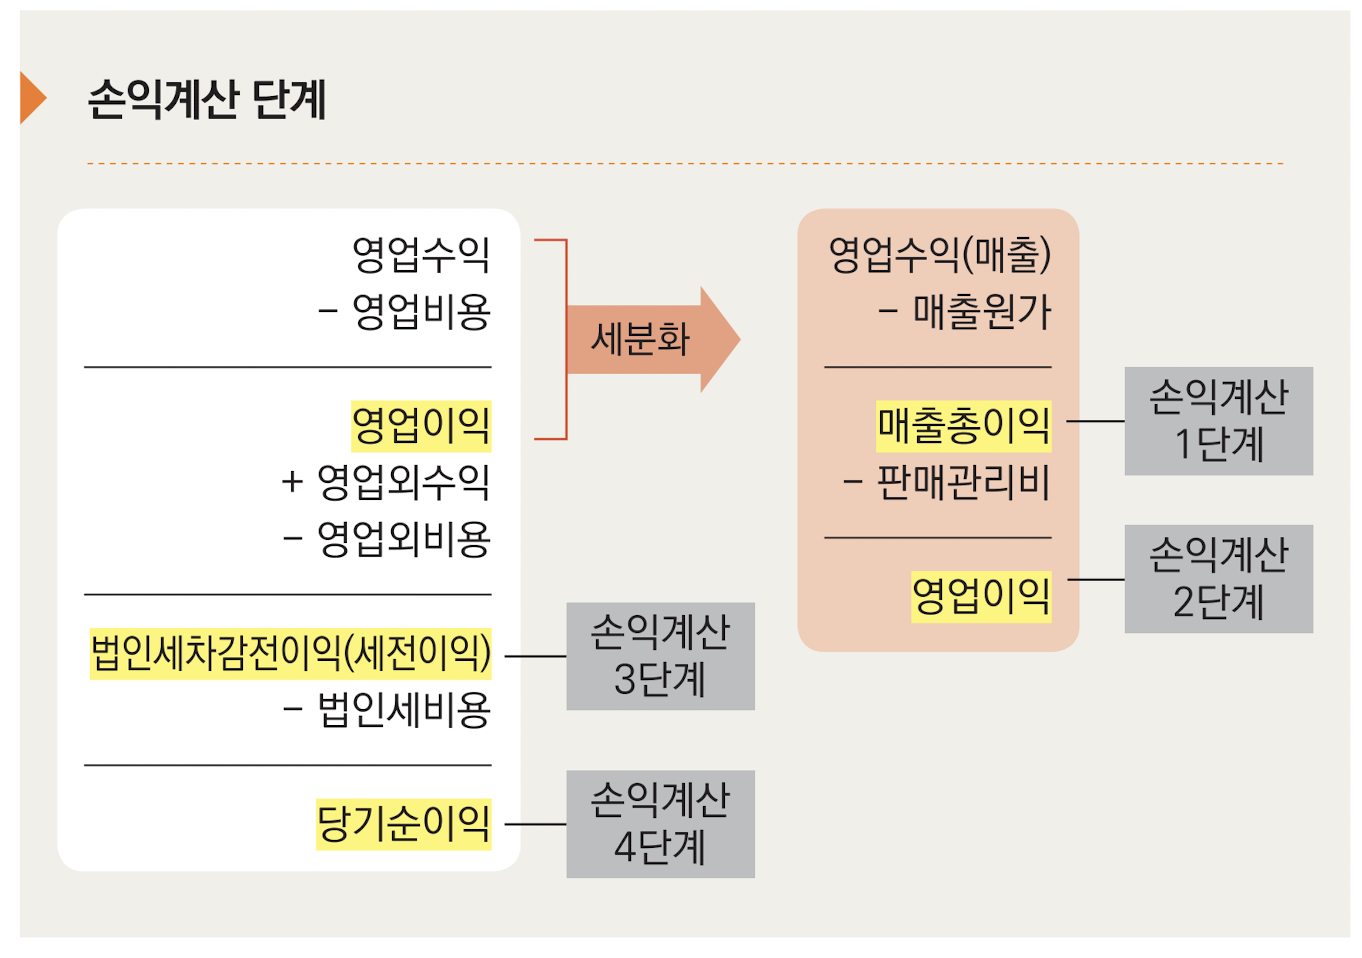 손익계산 단계
영업수익
- 영업비용
영업이익
+ 영업외수익
- 영업외비용
법인세차감전이익(세전이익)
- 법인세비용
당기순이익
세분화
손익계산
3단계
손익계산
4단계
영업수익(매출)
- 매출원가
매출총이익
- 판매관리비
영업이익
손익계산
1단계
손익계산
2단계